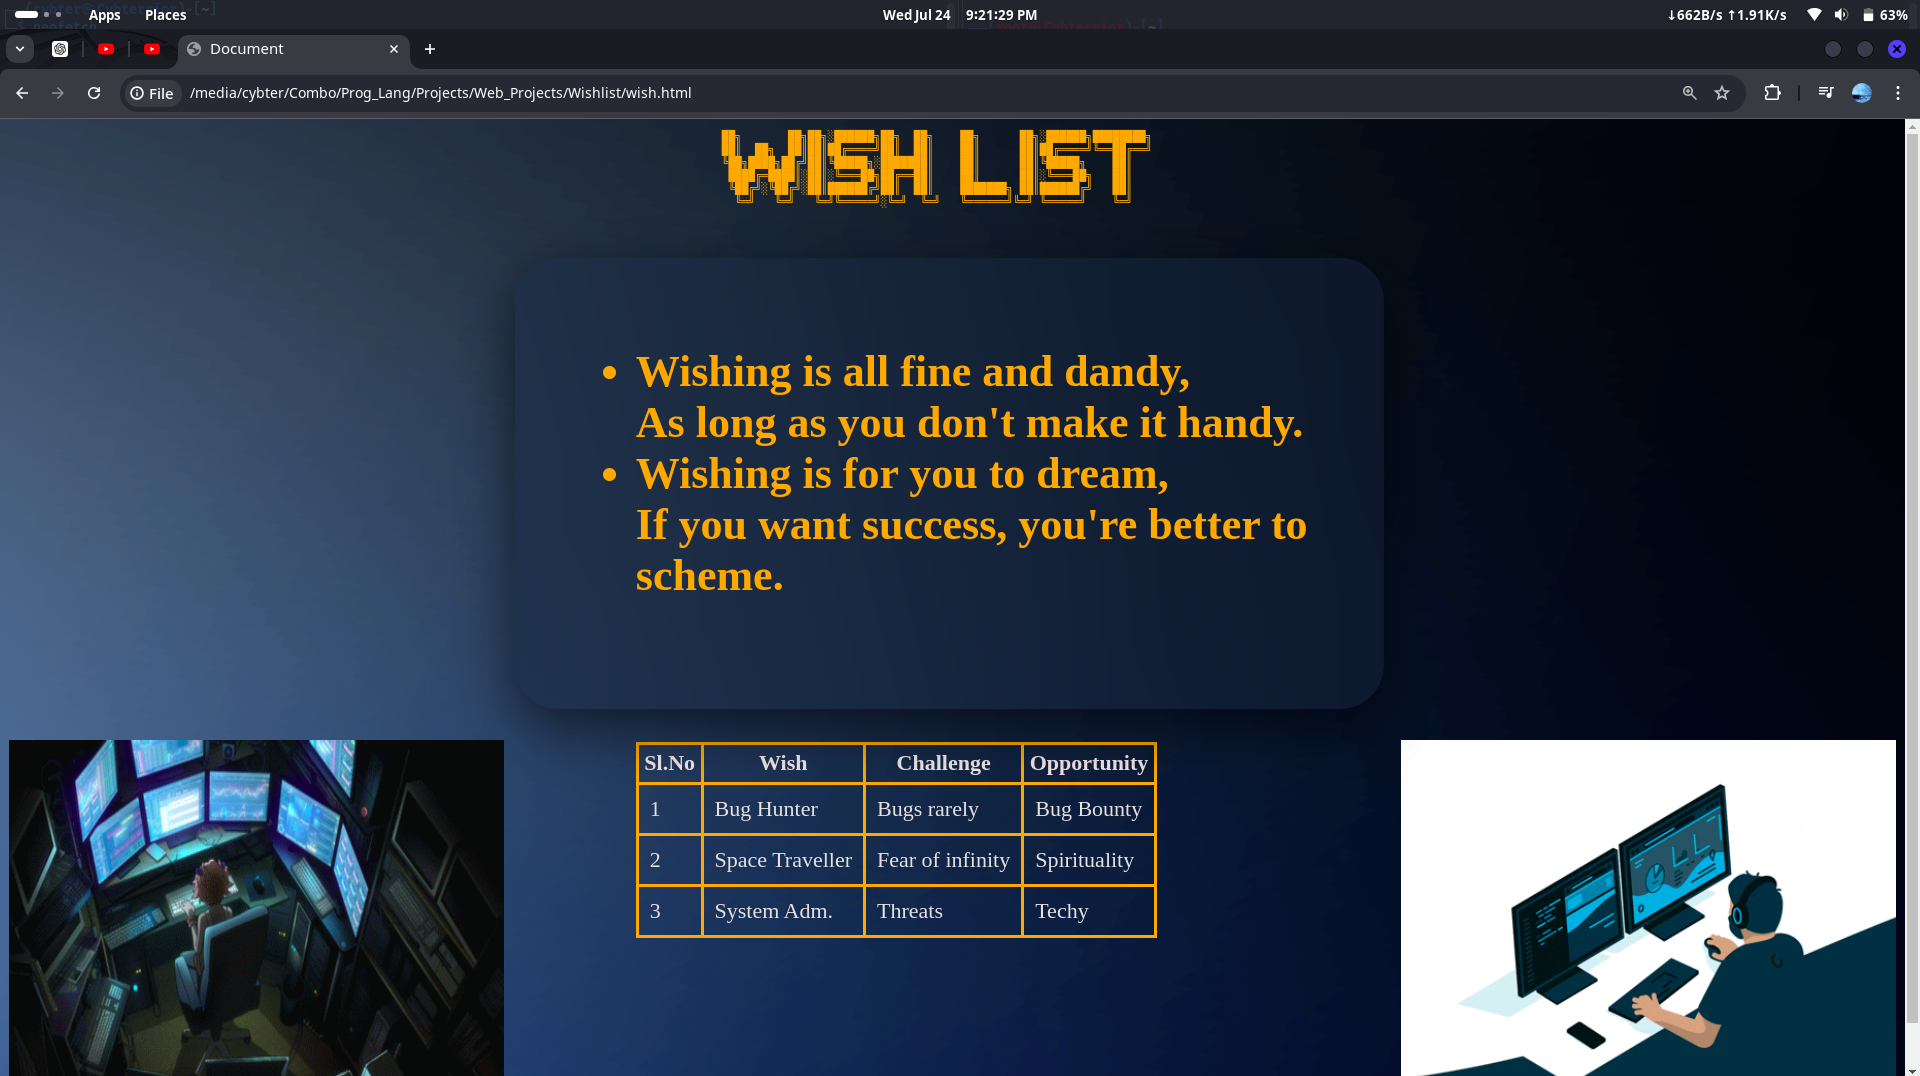 Apps Places Wed Jul 24 9:21:29 PM ↓662B/s ↑1.91K/s 63%
Document
File /media/cybter/Combo/Prog_Lang/Projects/Web_Projects/Wishlist/wish.html
WISH LIST
• Wishing is all fine and dandy,
As long as you don't make it handy.
• Wishing is for you to dream,
If you want success, you're better to
scheme.
Sl.No Wish Challenge Opportunity
1 Bug Hunter Bugs rarely Bug Bounty
2 Space Traveller Fear of infinity Spirituality
3 System Adm. Threats Techy